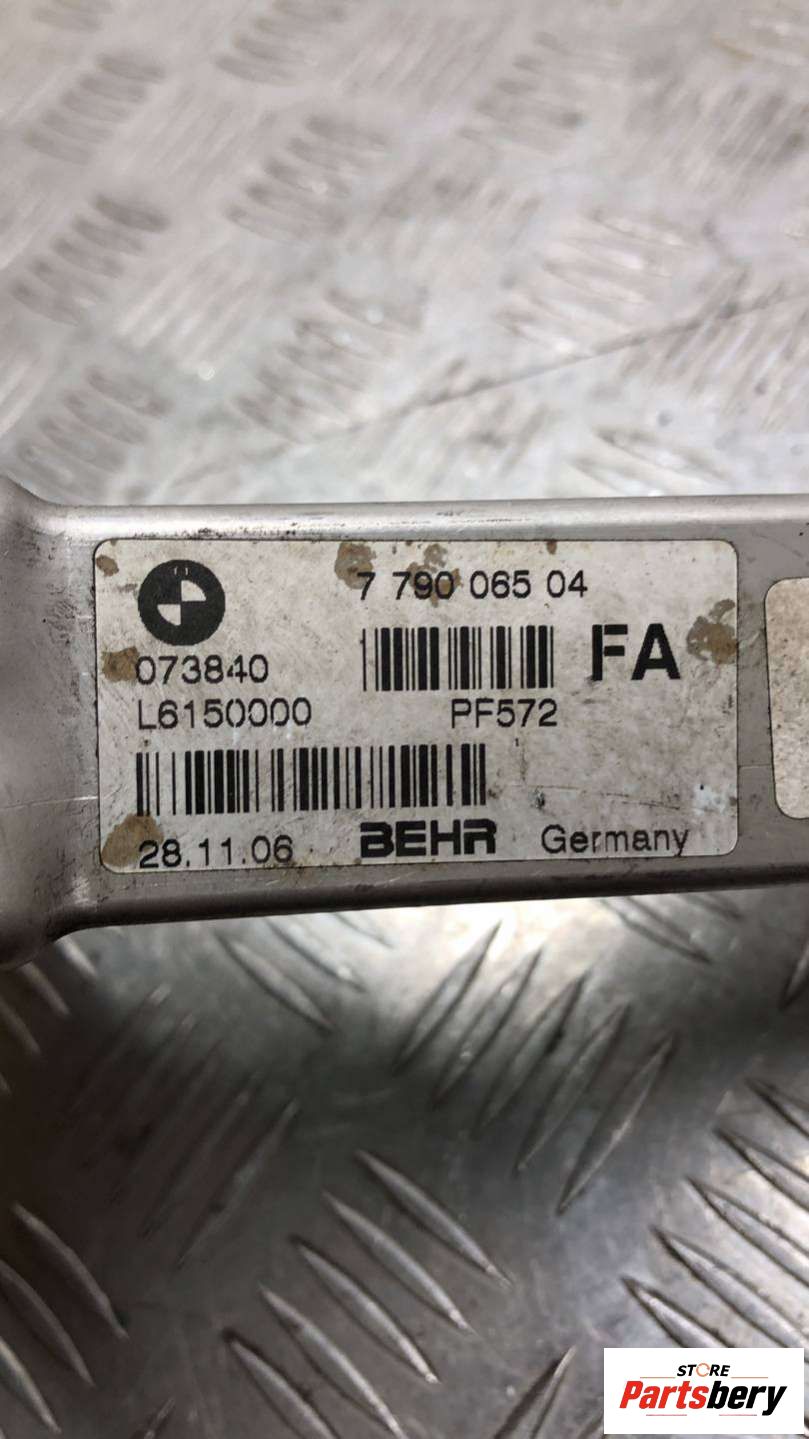 7 790 065 04
073840
FA
L6150000
PF572
28.11.06
BEHR
Germany
STORE
Partsbery